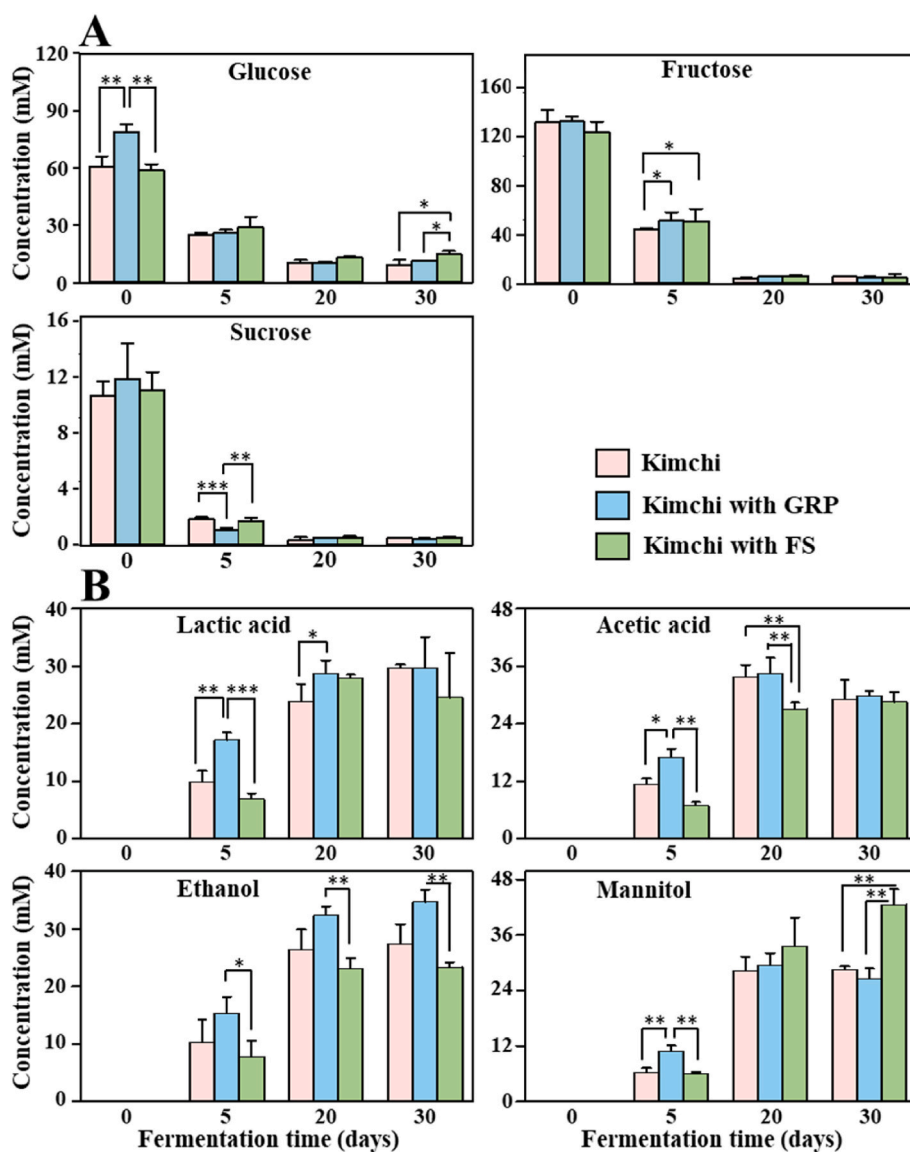 A
Glucose
Concentration (mM)
120
90
60
30
0
** **
*
*
0 5 20 30
Fructose
160
120
80
40
0
*
*
0 5 20 30
Sucrose
Concentration (mM)
16
12
8
4
0
**
***
0 5 20 30
Kimchi
Kimchi with GRP
Kimchi with FS
B
Lactic acid
Concentration (mM)
40
30
20
10
0
*
** ***
0 5 20 30
Acetic acid
48
36
24
12
0
**
**
* **
0 5 20 30
Ethanol
Concentration (mM)
40
30
20
10
0
** **
*
0 5 20 30
Fermentation time (days)
Mannitol
48
36
24
12
0
**
**
** **
0 5 20 30
Fermentation time (days)